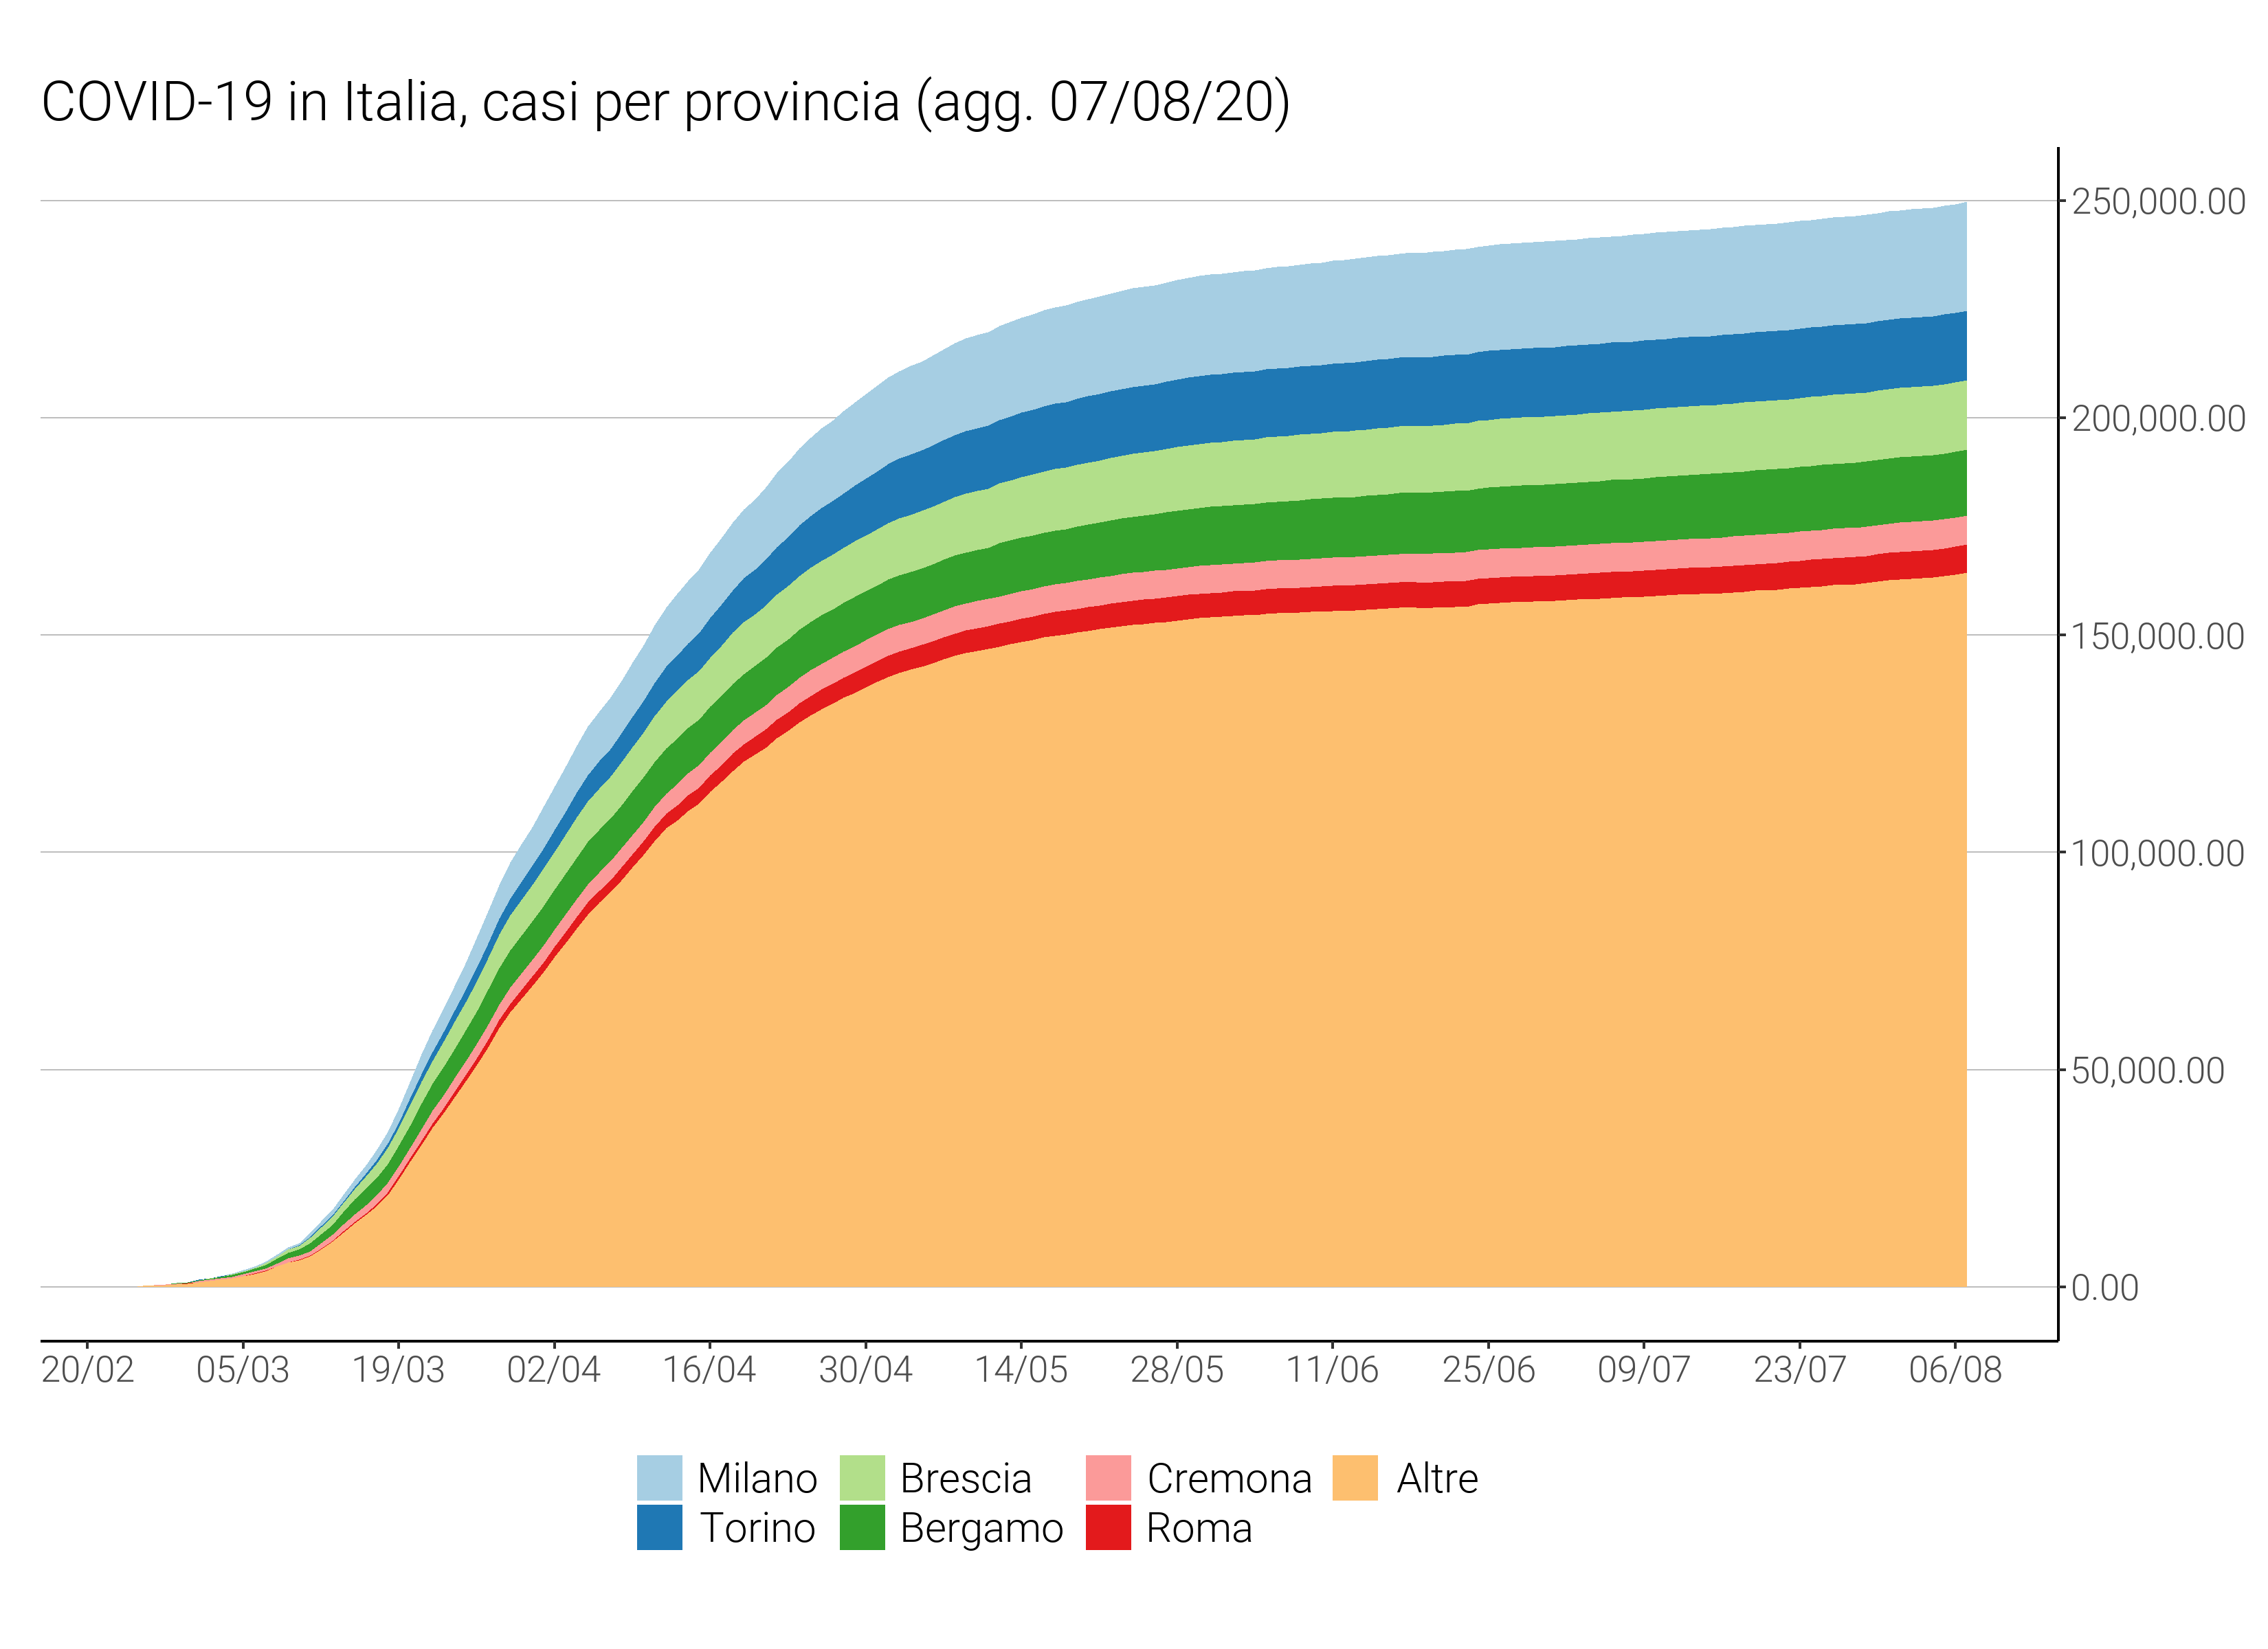 COVID-19 in Italia, casi per provincia (agg. 07/08/20)
250,000.00
200,000.00
150,000.00
100,000.00
50,000.00
0.00
20/02 05/03 19/03 02/04 16/04 30/04 14/05 28/05 11/06 25/06 09/07 23/07 06/08
Milano Brescia Cremona Altre
Torino Bergamo Roma